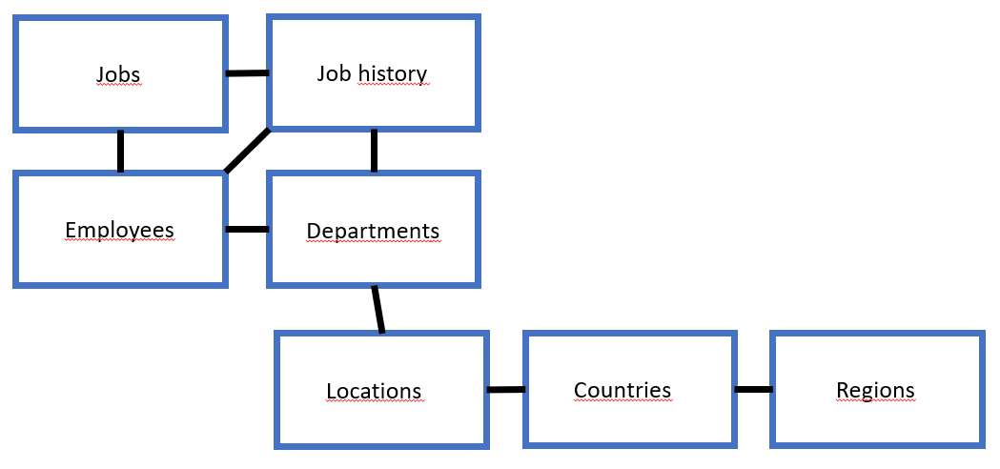 Jobs
Job history
Employees
Departments
Locations
Countries
Regions